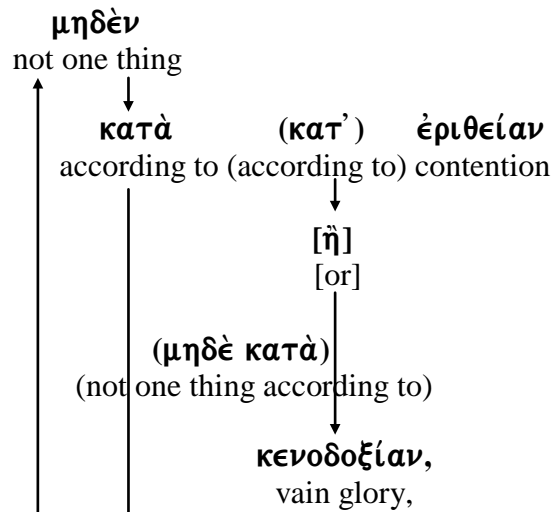 μηδὲν
not one thing
κατὰ (κατ’) ἐριθείαν
according to (according to) contention
[ἢ]
[or]
(μηδὲ κατὰ)
(not one thing according to)
κενοδοξίαν,
vain glory,